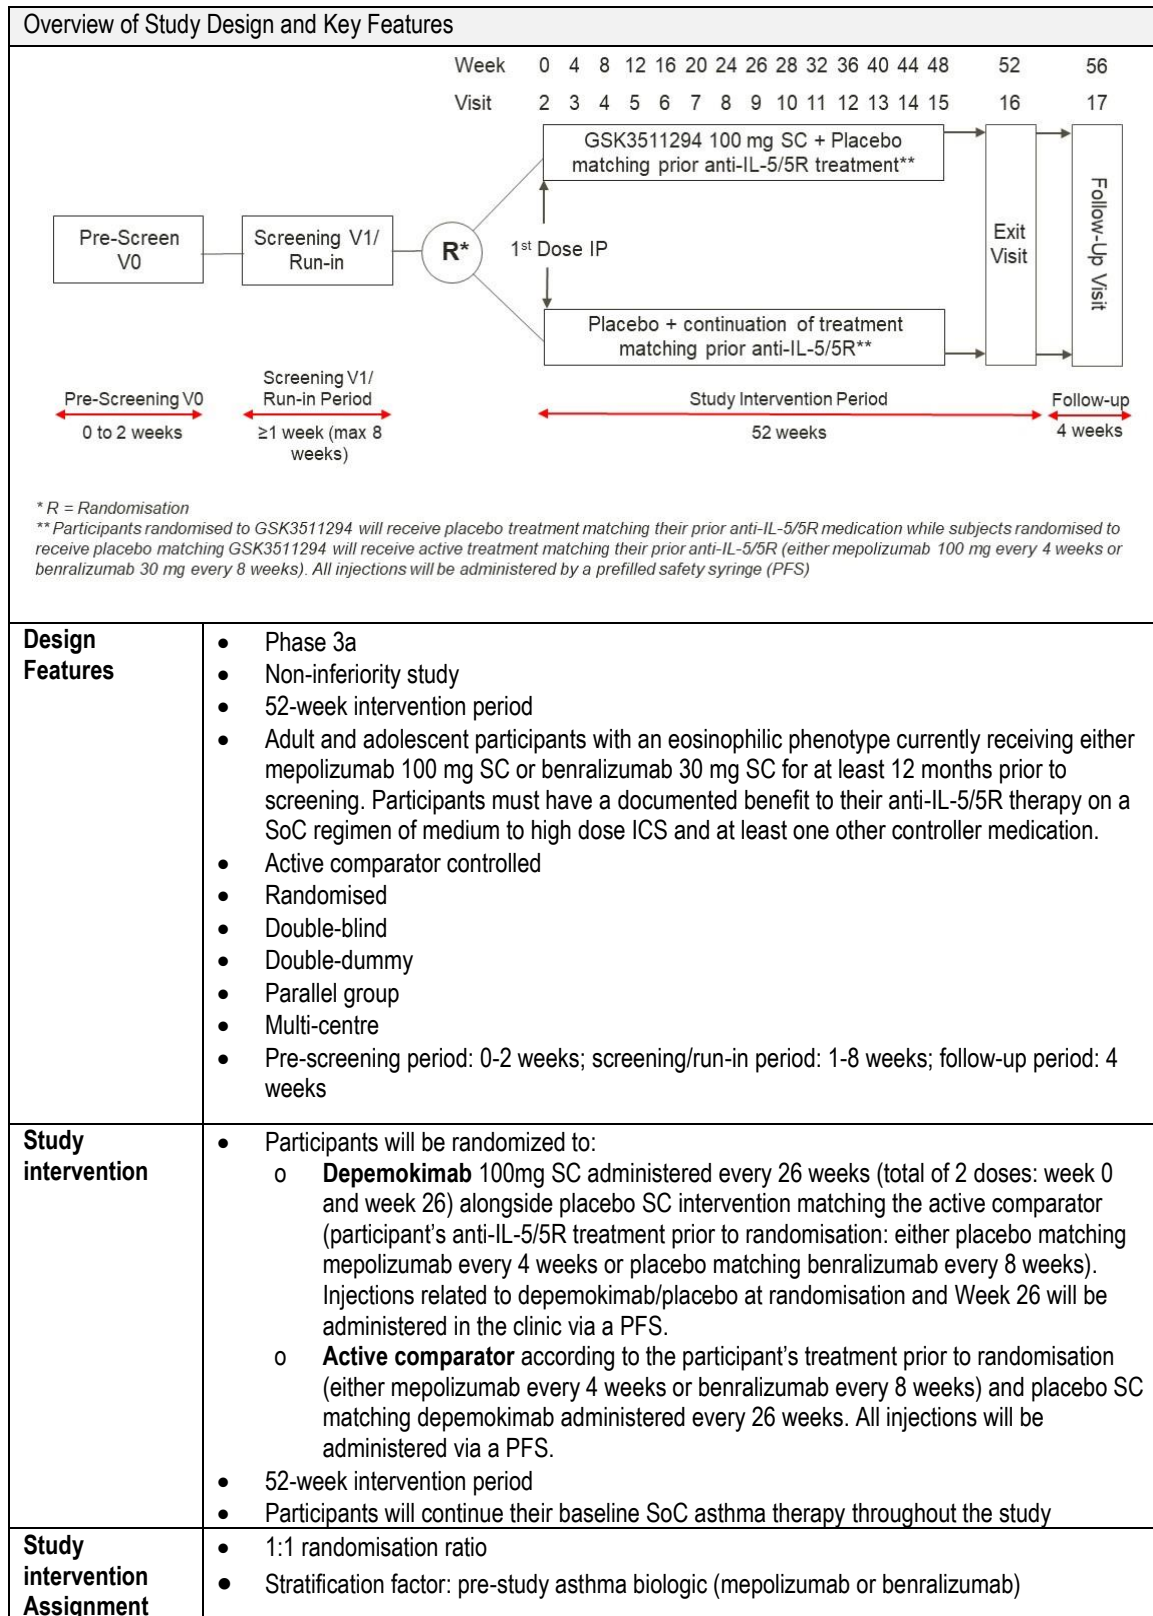 Overview of Study Design and Key Features
Week 0 4 8 12 16 20 24 26 28 32 36 40 44 48 52 56
Visit 2 3 4 5 6 7 8 9 10 11 12 13 14 15 16 17
GSK3511294 100 mg SC + Placebo
matching prior anti-IL-5/5R treatment**
Pre-Screen
V0
Screening V1/
Run-in
R*
1st Dose IP
Exit
Visit
Follow-Up Visit
Placebo + continuation of treatment
matching prior anti-IL-5/5R**
Pre-Screening V0
0 to 2 weeks
Screening V1/
Run-in Period
≥1 week (max 8
weeks)
Study Intervention Period
52 weeks
Follow-up
4 weeks
* R = Randomisation
** Participants randomised to GSK3511294 will receive placebo treatment matching their prior anti-IL-5/5R medication while subjects randomised to
receive placebo matching GSK3511294 will receive active treatment matching their prior anti-IL-5/5R (either mepolizumab 100 mg every 4 weeks or
benralizumab 30 mg every 8 weeks). All injections will be administered by a prefilled safety syringe (PFS)
Design
Features
• Phase 3a
• Non-inferiority study
• 52-week intervention period
• Adult and adolescent participants with an eosinophilic phenotype currently receiving either
mepolizumab 100 mg SC or benralizumab 30 mg SC for at least 12 months prior to
screening. Participants must have a documented benefit to their anti-IL-5/5R therapy on a
SoC regimen of medium to high dose ICS and at least one other controller medication.
• Active comparator controlled
• Randomised
• Double-blind
• Double-dummy
• Parallel group
• Multi-centre
• Pre-screening period: 0-2 weeks; screening/run-in period: 1-8 weeks; follow-up period: 4
weeks
Study
intervention
• Participants will be randomized to:
o Depemokimab 100mg SC administered every 26 weeks (total of 2 doses: week 0
and week 26) alongside placebo SC intervention matching the active comparator
(participant's anti-IL-5/5R treatment prior to randomisation: either placebo matching
mepolizumab every 4 weeks or placebo matching benralizumab every 8 weeks).
Injections related to depemokimab/placebo at randomisation and Week 26 will be
administered in the clinic via a PFS.
o Active comparator according to the participant's treatment prior to randomisation
(either mepolizumab every 4 weeks or benralizumab every 8 weeks) and placebo SC
matching depemokimab administered every 26 weeks. All injections will be
administered via a PFS.
• 52-week intervention period
• Participants will continue their baseline SoC asthma therapy throughout the study
Study
intervention
Assignment
• 1:1 randomisation ratio
• Stratification factor: pre-study asthma biologic (mepolizumab or benralizumab)